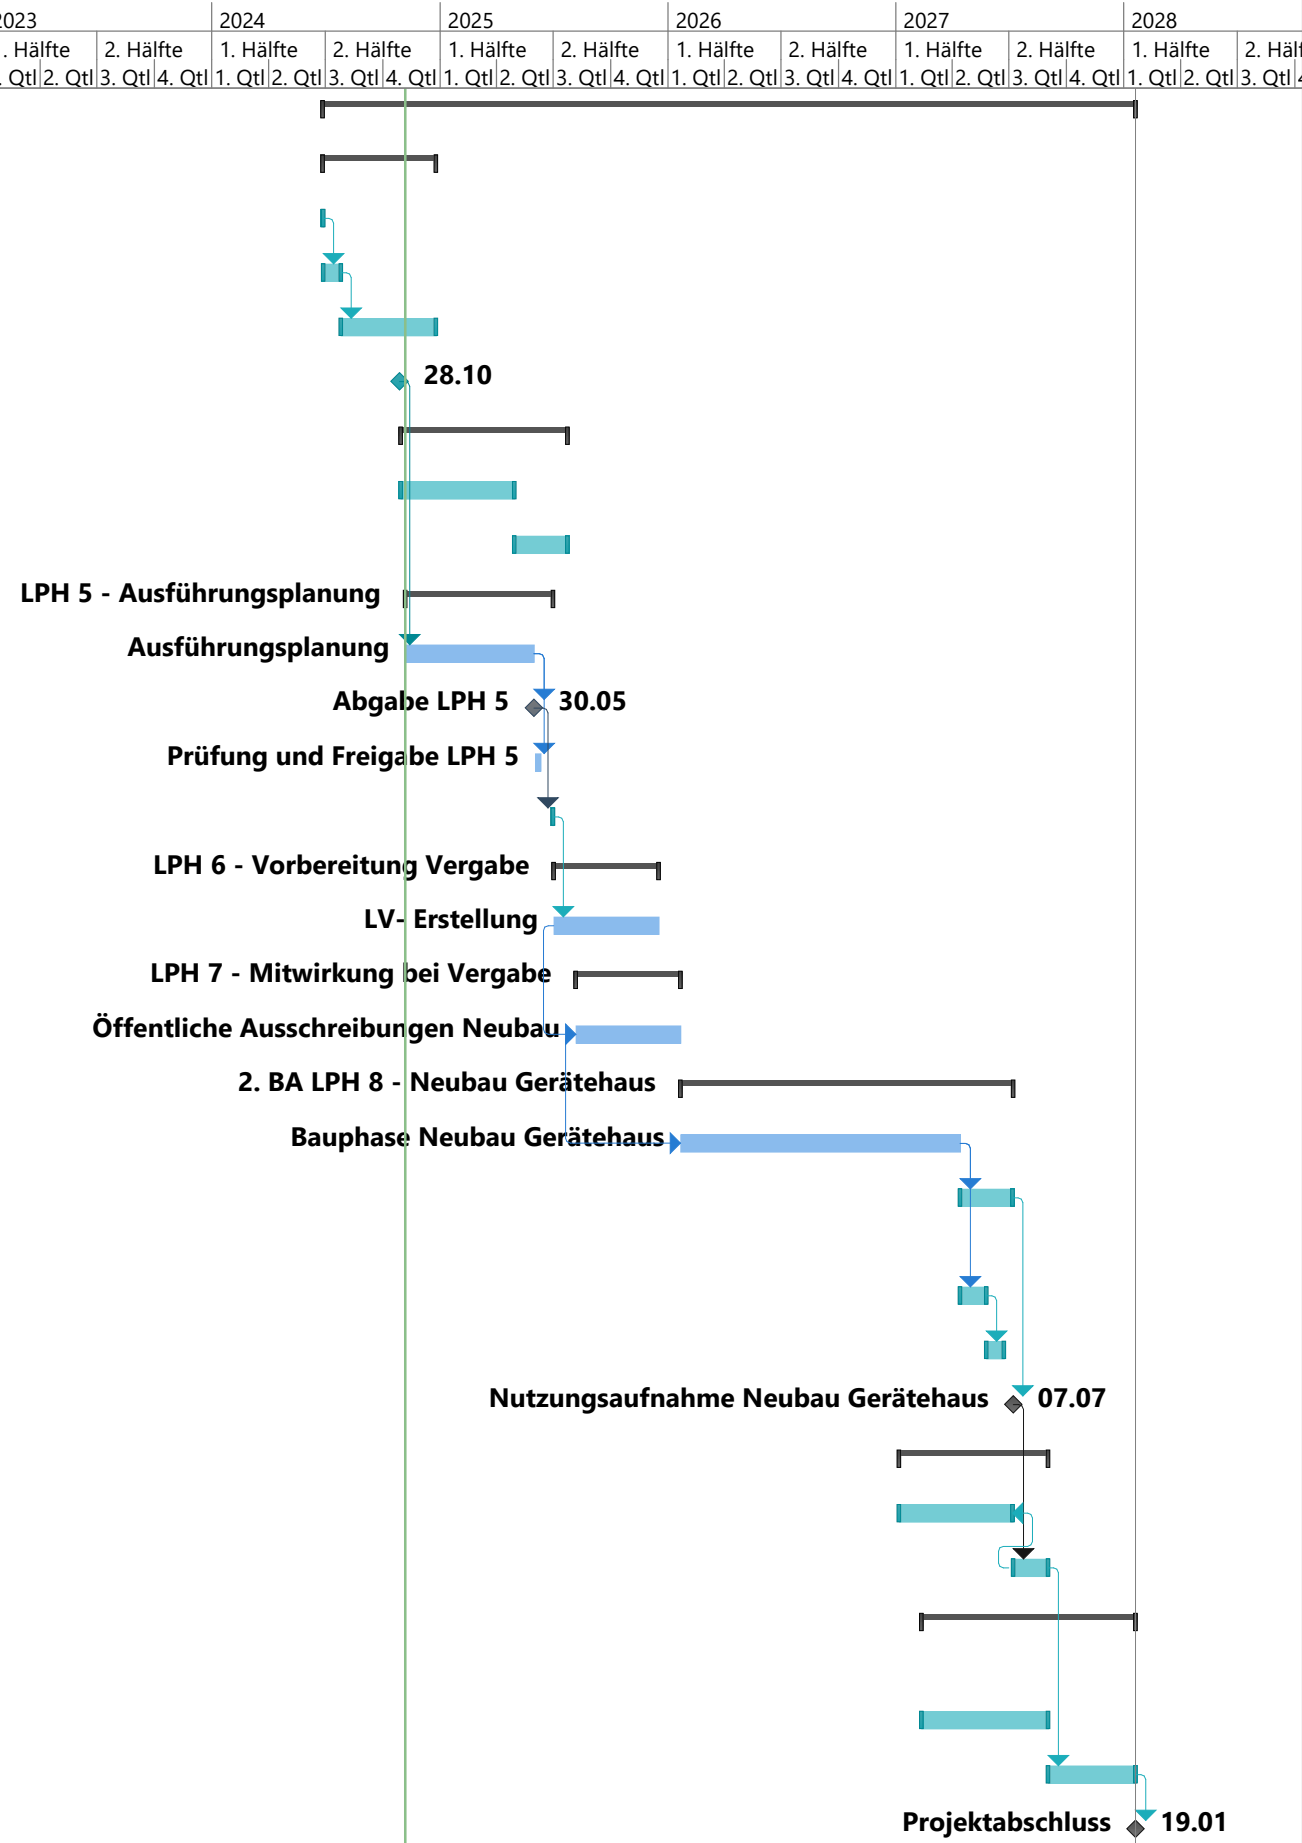 2023 2024 2025 2026 2027 2028
. Hälfte 2. Hälfte 1. Hälfte 2. Hälfte 1. Hälfte 2. Hälfte 1. Hälfte 2. Hälfte 1. Hälfte 2. Hälfte 1. Hälfte 2. Hälf
. Qtl 2. Qtl 3. Qtl 4. Qtl 1. Qtl 2. Qtl 3. Qtl 4. Qtl 1. Qtl 2. Qtl 3. Qtl 4. Qtl 1. Qtl 2. Qtl 3. Qtl 4. Qtl 1. Qtl 2. Qtl 3. Qtl 4. Qtl 1. Qtl 2. Qtl 3. Qtl 4
28.10
LPH 5 - Ausführungsplanung
Ausführungsplanung
Abgabe LPH 5 30.05
Prüfung und Freigabe LPH 5
LPH 6 - Vorbereitung Vergabe
LV- Erstellung
LPH 7 - Mitwirkung bei Vergabe
Öffentliche Ausschreibungen Neubau
2. BA LPH 8 - Neubau Gerätehaus
Bauphase Neubau Gerätehaus
Nutzungsaufnahme Neubau Gerätehaus 07.07
Projektabschluss 19.01